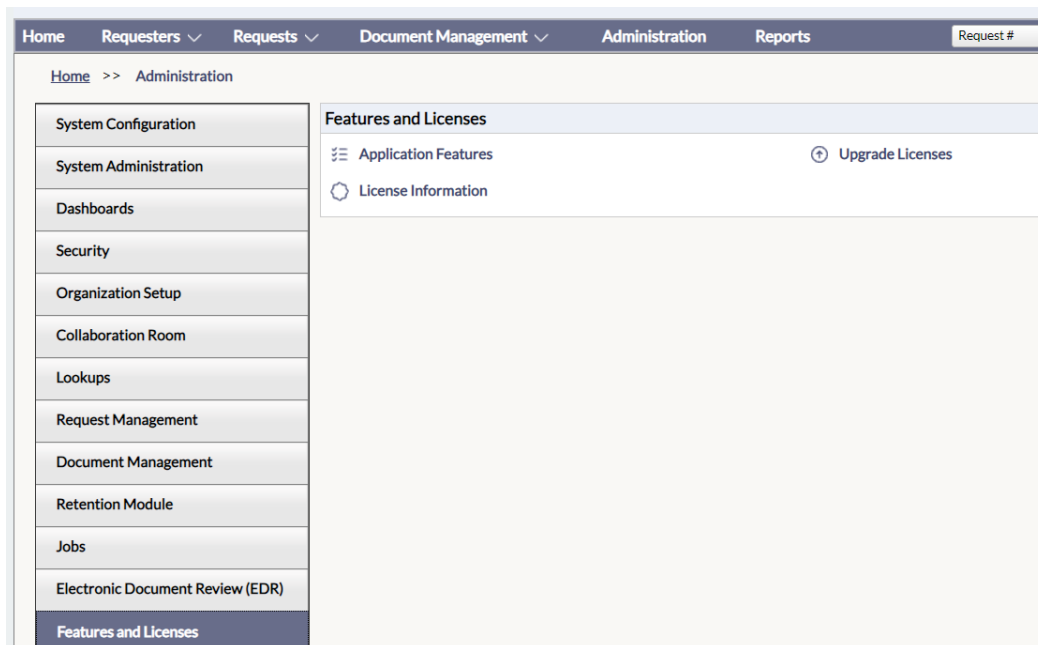 Home Requesters Requests Document Management Administration Reports Request #
Home >> Administration
System Configuration
System Administration
Dashboards
Security
Organization Setup
Collaboration Room
Lookups
Request Management
Document Management
Retention Module
Jobs
Electronic Document Review (EDR)
Features and Licenses
Features and Licenses
Application Features Upgrade Licenses
License Information